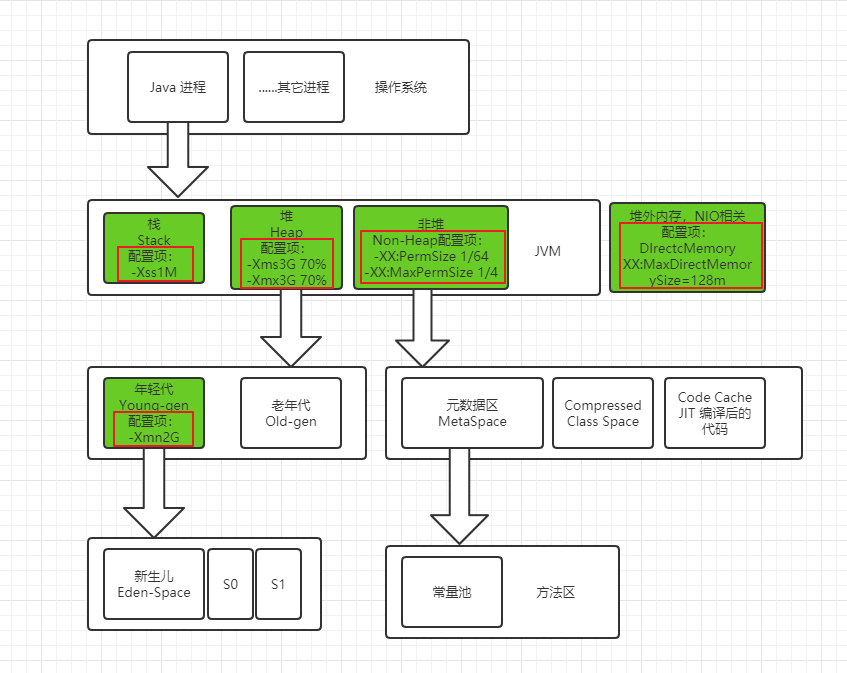 Java 进程
......其它进程
操作系统
栈
Stack
配置项：
-Xss1M
堆
Heap
配置项：
-Xms3G 70%
-Xmx3G 70%
非堆
Non-Heap配置项：
-XX:PermSize 1/64
-XX:MaxPermSize 1/4
JVM
堆外内存，NIO相关
配置项：
DIrectcMemory
XX:MaxDirectMemor
ySize=128m
年轻代
Young-gen
配置项：
-Xmn2G
老年代
Old-gen
元数据区
MetaSpace
Compressed
Class Space
Code Cache
JIT 编译后的
代码
新生儿
Eden-Space
S0
S1
常量池
方法区